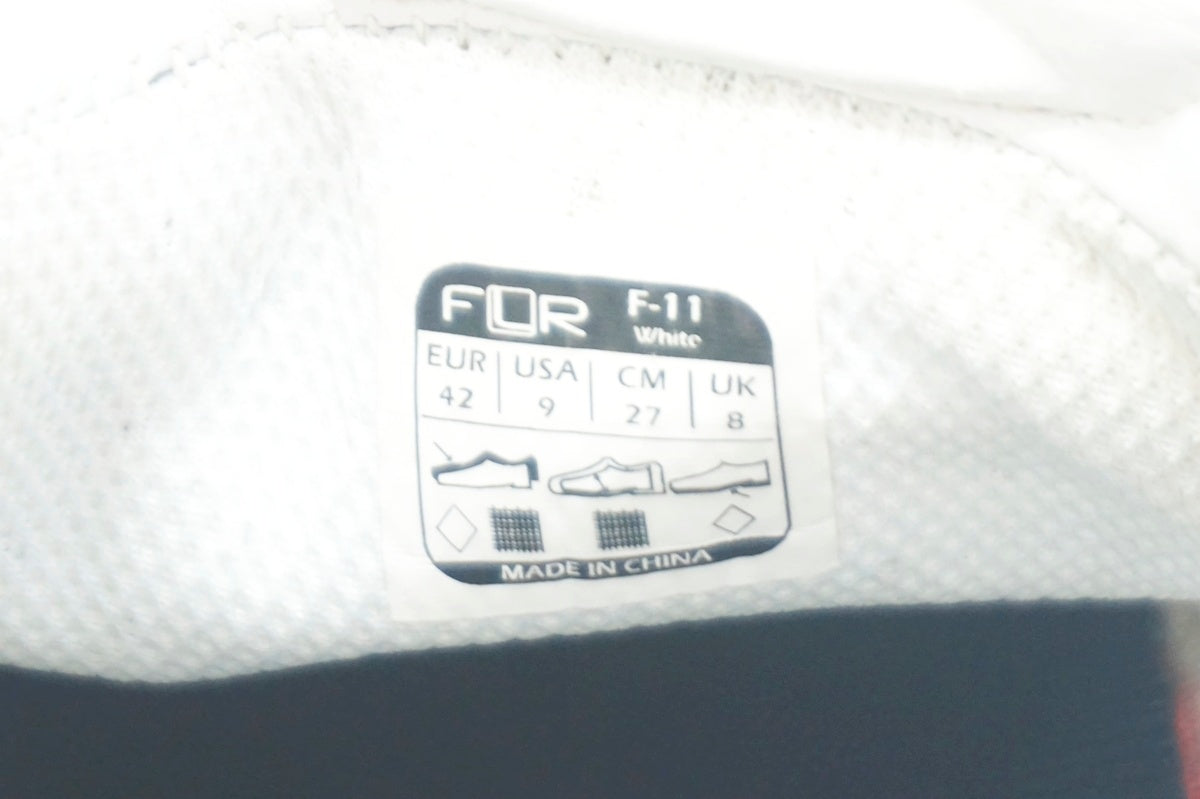 FLR F-11
White
EUR USA CM UK
42 9 27 8
MADE IN CHINA